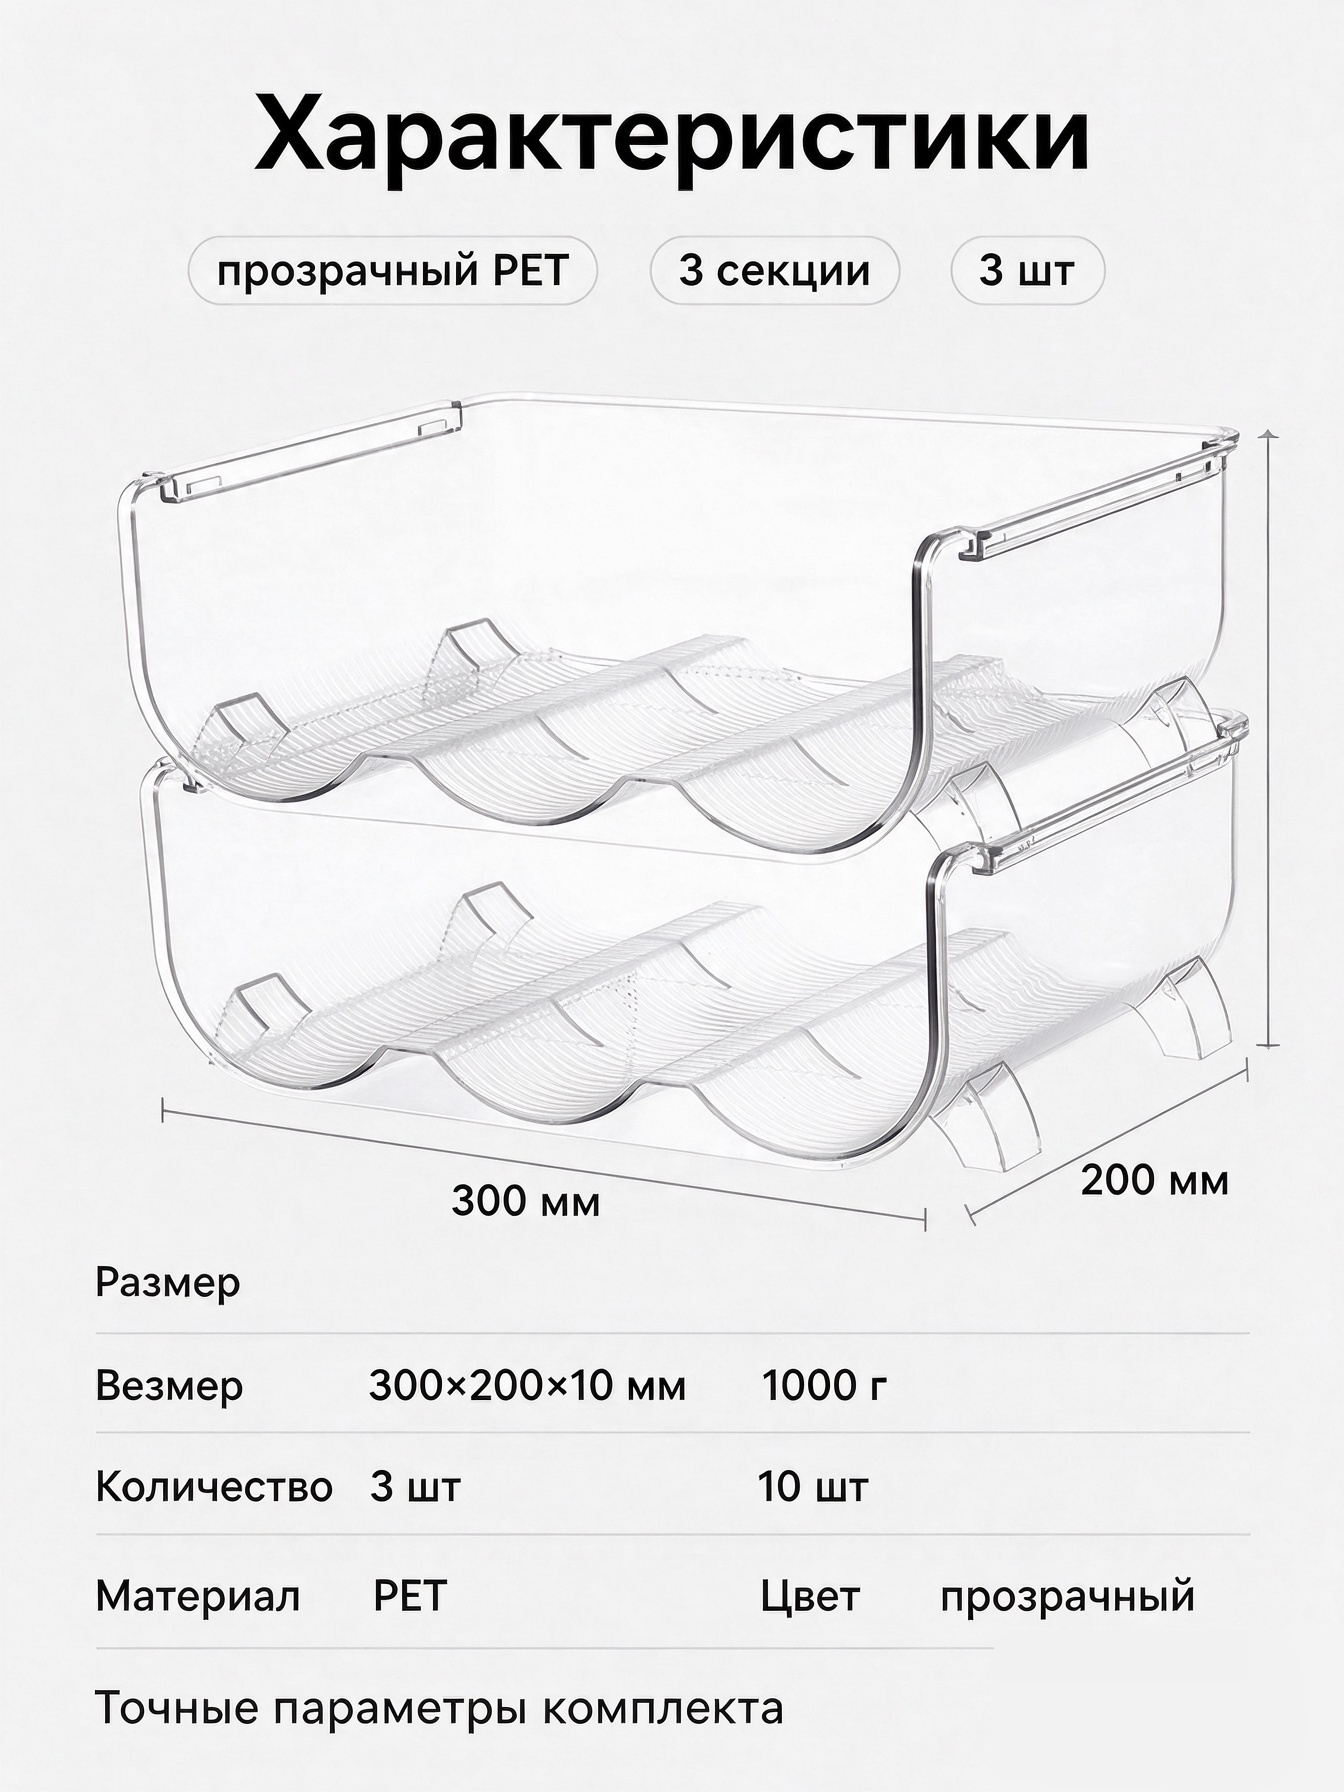 Характеристики
прозрачный PET 3 секции 3 шт
300 мм
200 мм
Размер
Везмер 300×200×10 мм 1000 г
Количество 3 шт 10 шт
Материал PET Цвет прозрачный
Точные параметры комплекта